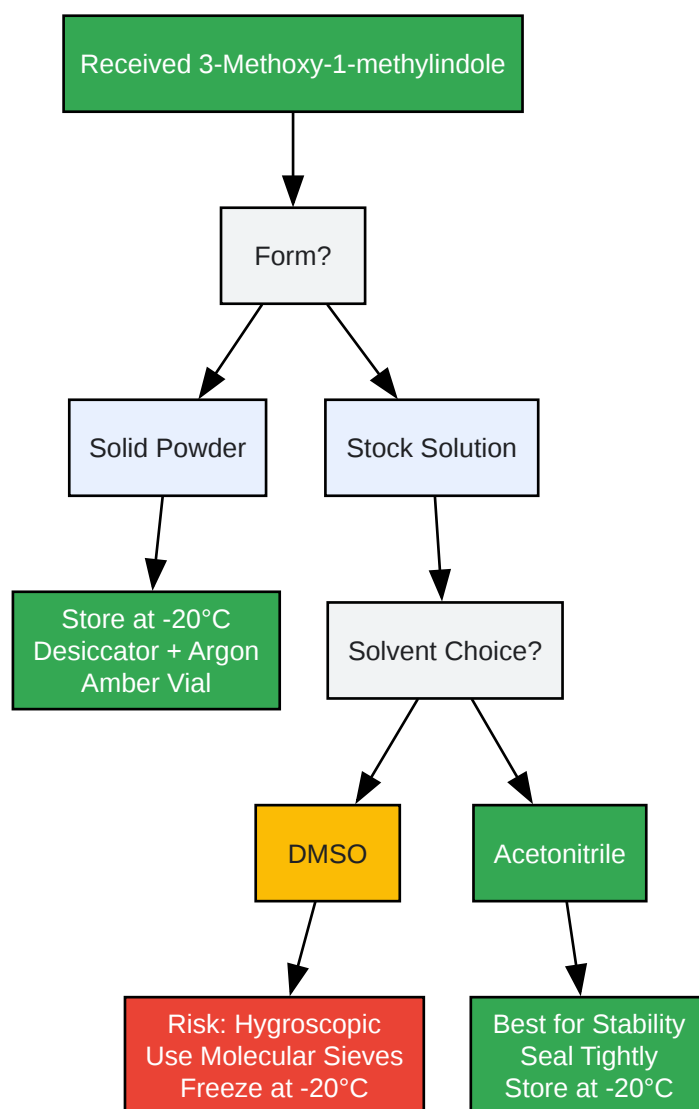 Received 3-Methoxy-1-methylindole
Form?
Solid Powder
Stock Solution
Store at -20°C
Desiccator + Argon
Amber Vial
Solvent Choice?
DMSO
Acetonitrile
Risk: Hygroscopic
Use Molecular Sieves
Freeze at -20°C
Best for Stability
Seal Tightly
Store at -20°C